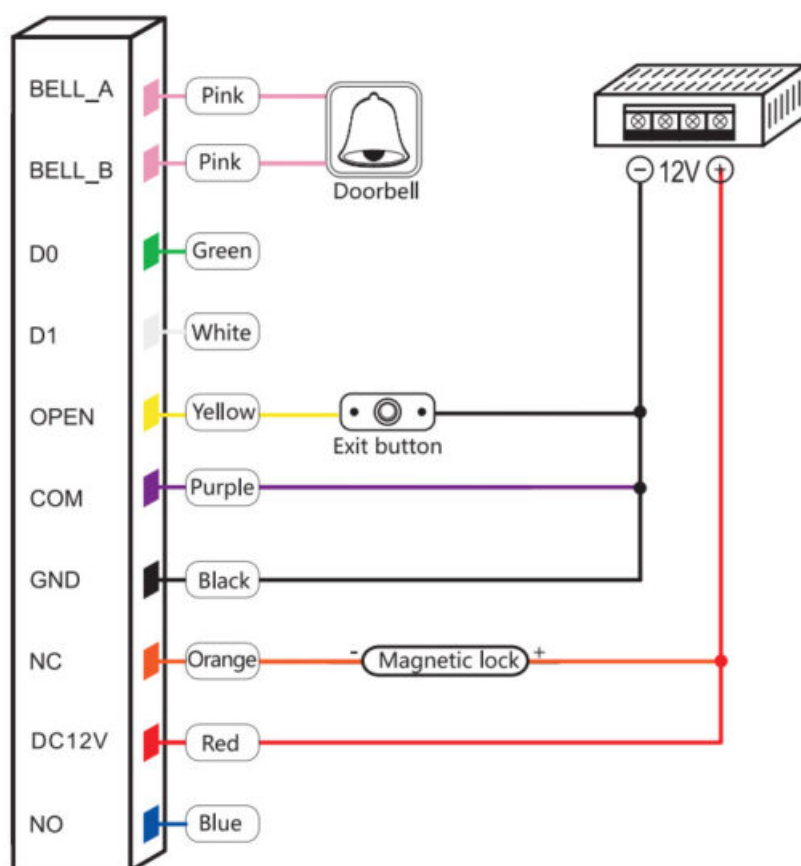 BELL_A
Pink
BELL_B
Pink
Doorbell
− 12V +
D0
Green
D1
White
OPEN
Yellow
Exit button
COM
Purple
GND
Black
NC
Orange
- Magnetic lock +
DC12V
Red
NO
Blue